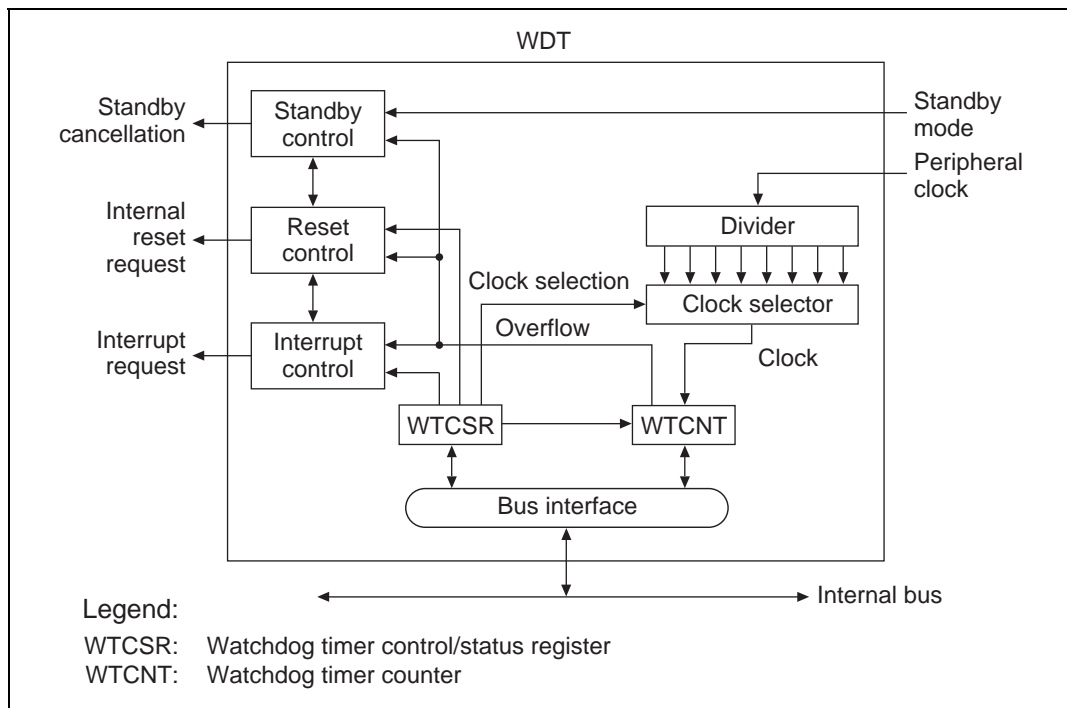 WDT
Standby
cancellation
Standby
control
Standby
mode
Peripheral
clock
Internal
reset
request
Reset
control
Divider
Clock selection
Clock selector
Interrupt
request
Interrupt
control
Overflow
Clock
WTCSR
WTCNT
Bus interface
Internal bus
Legend:
WTCSR: Watchdog timer control/status register
WTCNT: Watchdog timer counter